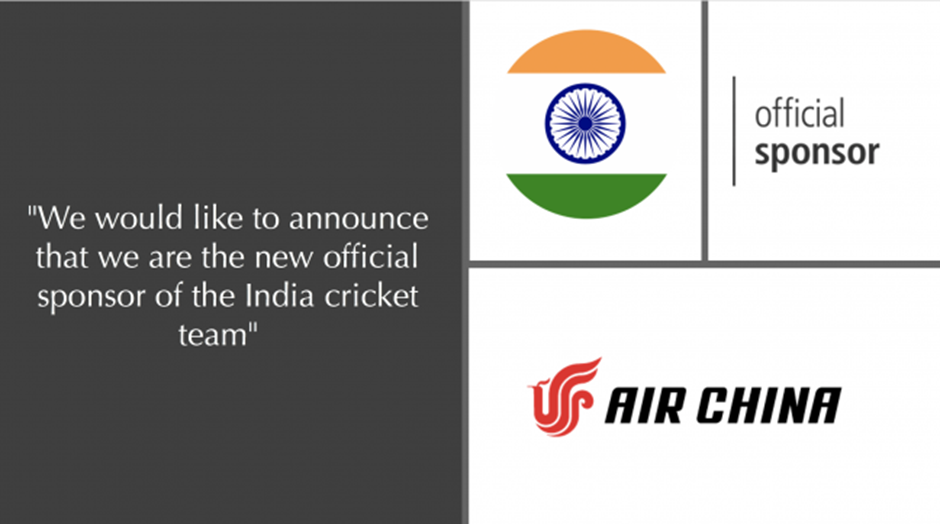 "We would like to announce
that we are the new official
sponsor of the India cricket
team"
official
sponsor
AIR CHINA